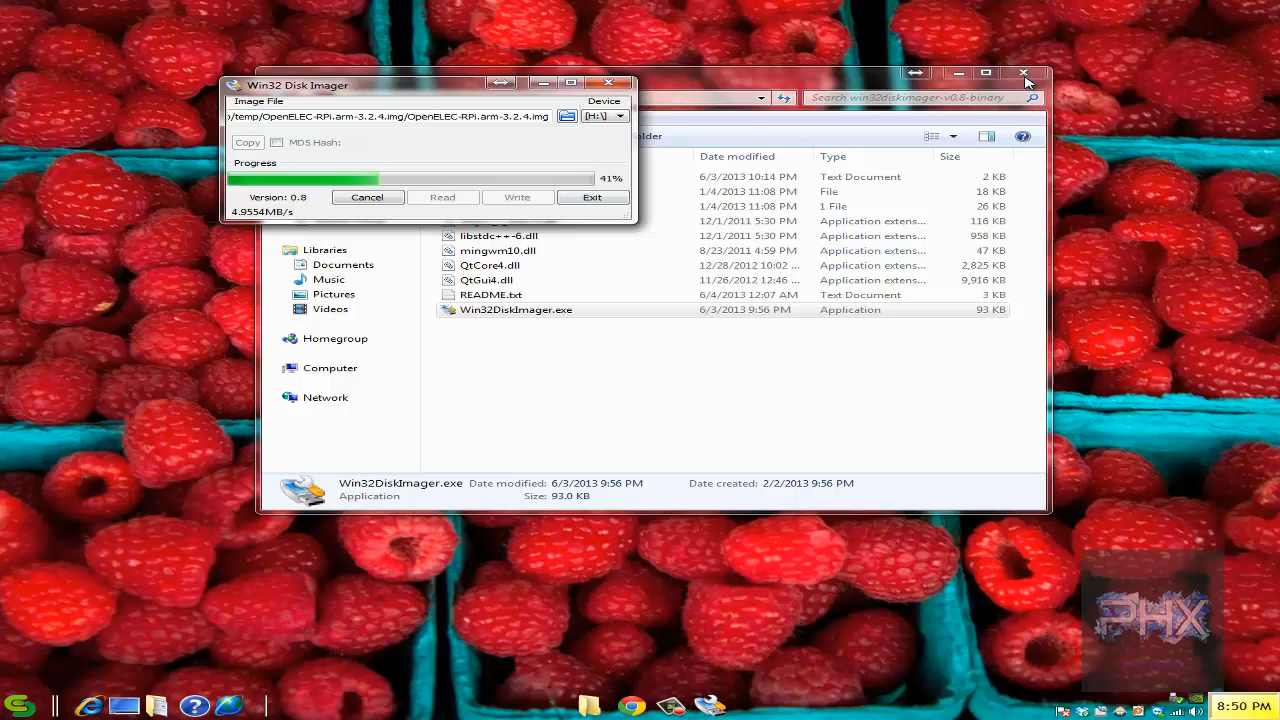 Win32 Disk Imager
Image File
Device
)/temp/OpenELEC-RPi.arm-3.2.4.img/OpenELEC-RPi.arm-3.2.4.img
[H:\]
Copy
MD5 Hash:
Progress
41%
Version: 0.8
Cancel
Read
Write
Exit
4.9554MB/s
Search win32diskimager-v0.8-binary
older
Date modified
Type
Size
6/3/2013 10:14 PM Text Document 2 KB
1/4/2013 11:08 PM File 18 KB
1/4/2013 11:08 PM 1 File 26 KB
12/1/2011 5:30 PM Application extens... 116 KB
libstdc++-6.dll 12/1/2011 5:30 PM Application extens... 958 KB
mingwm10.dll 8/23/2011 4:59 PM Application extens... 47 KB
QtCore4.dll 12/28/2012 10:02 ... Application extens... 2,825 KB
QtGui4.dll 11/26/2012 12:46 ... Application extens... 9,916 KB
README.txt 6/4/2013 12:07 AM Text Document 3 KB
Win32DiskImager.exe 6/3/2013 9:56 PM Application 93 KB
Libraries
Documents
Music
Pictures
Videos
Homegroup
Computer
Network
Win32DiskImager.exe Date modified: 6/3/2013 9:56 PM Date created: 2/2/2013 9:56 PM
Application Size: 93.0 KB
PHX
8:50 PM